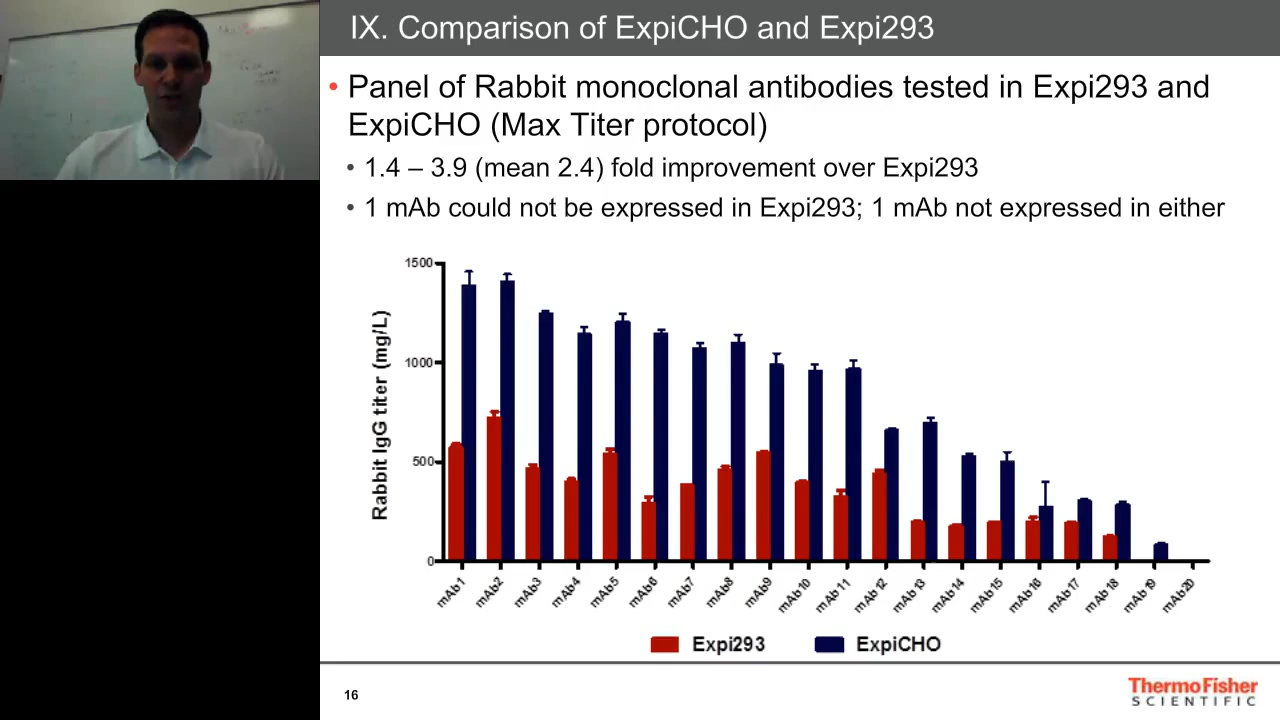 IX. Comparison of ExpiCHO and Expi293
• Panel of Rabbit monoclonal antibodies tested in Expi293 and
ExpiCHO (Max Titer protocol)
• 1.4 – 3.9 (mean 2.4) fold improvement over Expi293
• 1 mAb could not be expressed in Expi293; 1 mAb not expressed in either
Rabbit IgG titer (mg/L)
1500
1000
500
0
mAb1
mAb2
mAb3
mAb4
mAb5
mAb6
mAb7
mAb8
mAb9
mAb10
mAb11
mAb12
mAb13
mAb14
mAb15
mAb16
mAb17
mAb18
mAb19
mAb20
Expi293
ExpiCHO
16
ThermoFisher
SCIENTIFIC